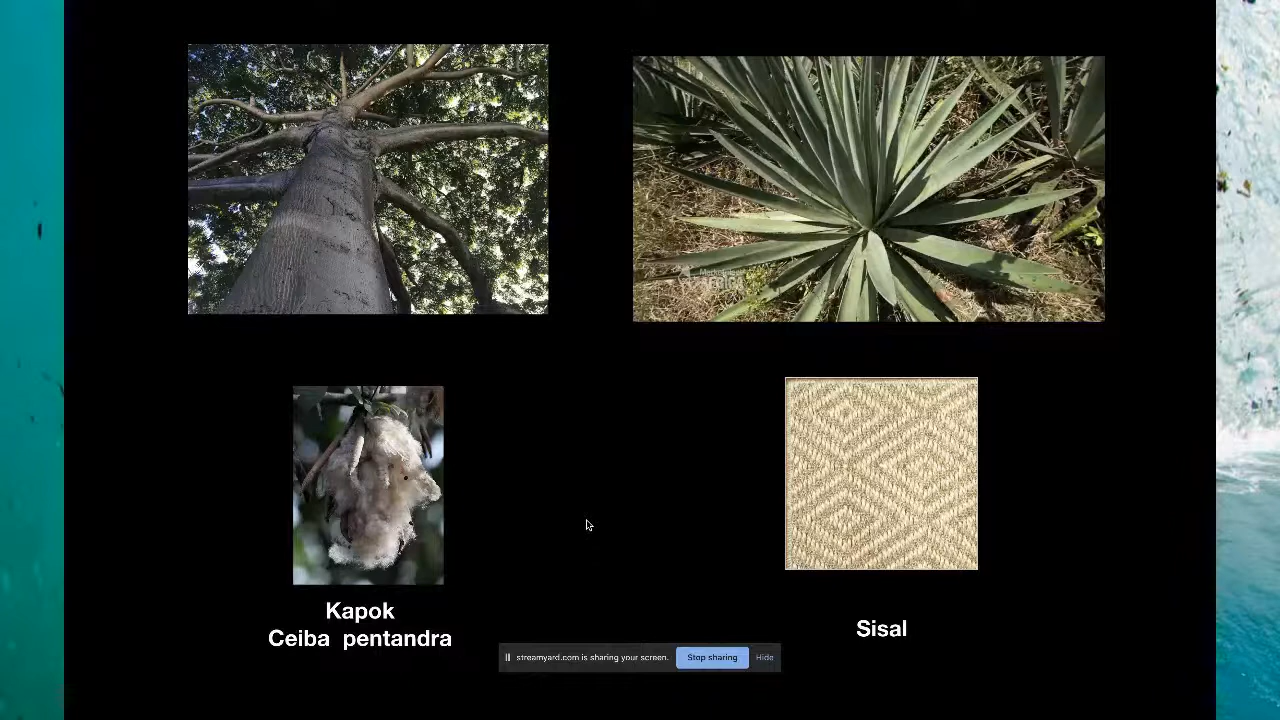 Kapok
Ceiba pentandra
Sisal
streamyard.com is sharing your screen.
Stop sharing
Hide